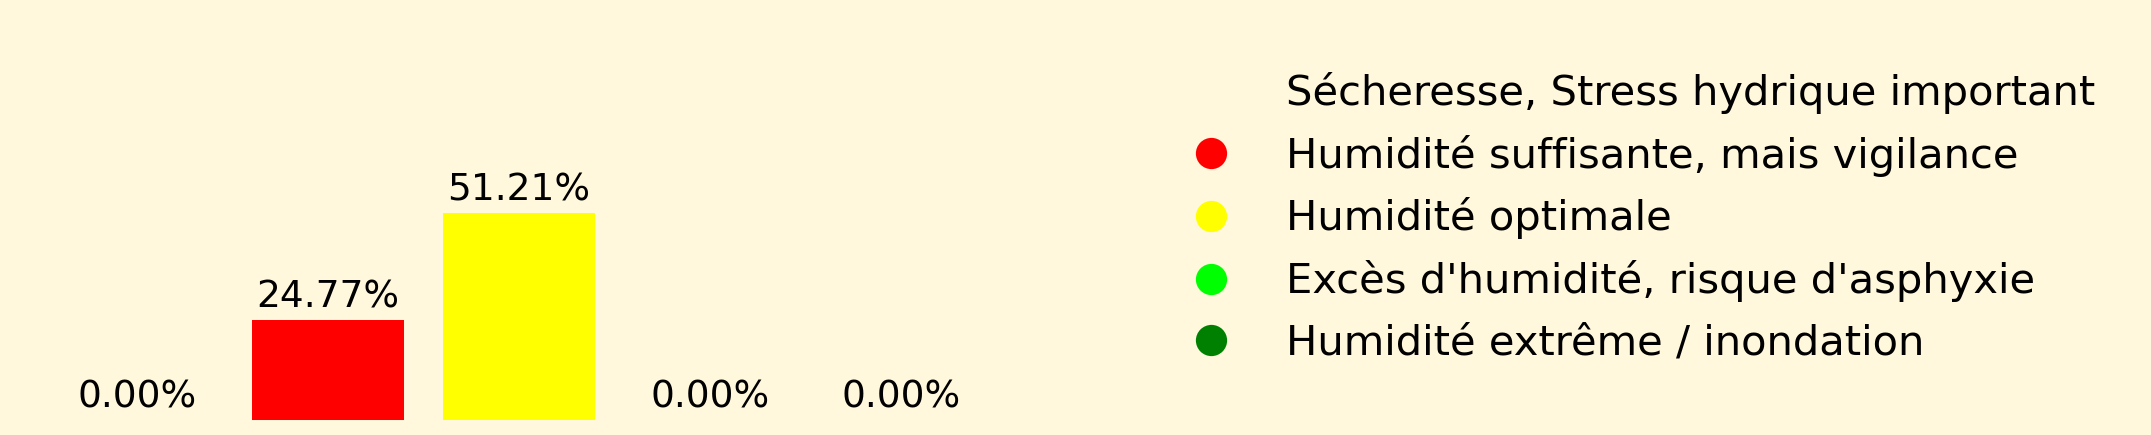 51.21%
24.77%
0.00%
0.00%
0.00%
Sécheresse, Stress hydrique important
Humidité suffisante, mais vigilance
Humidité optimale
Excès d'humidité, risque d'asphyxie
Humidité extrême / inondation